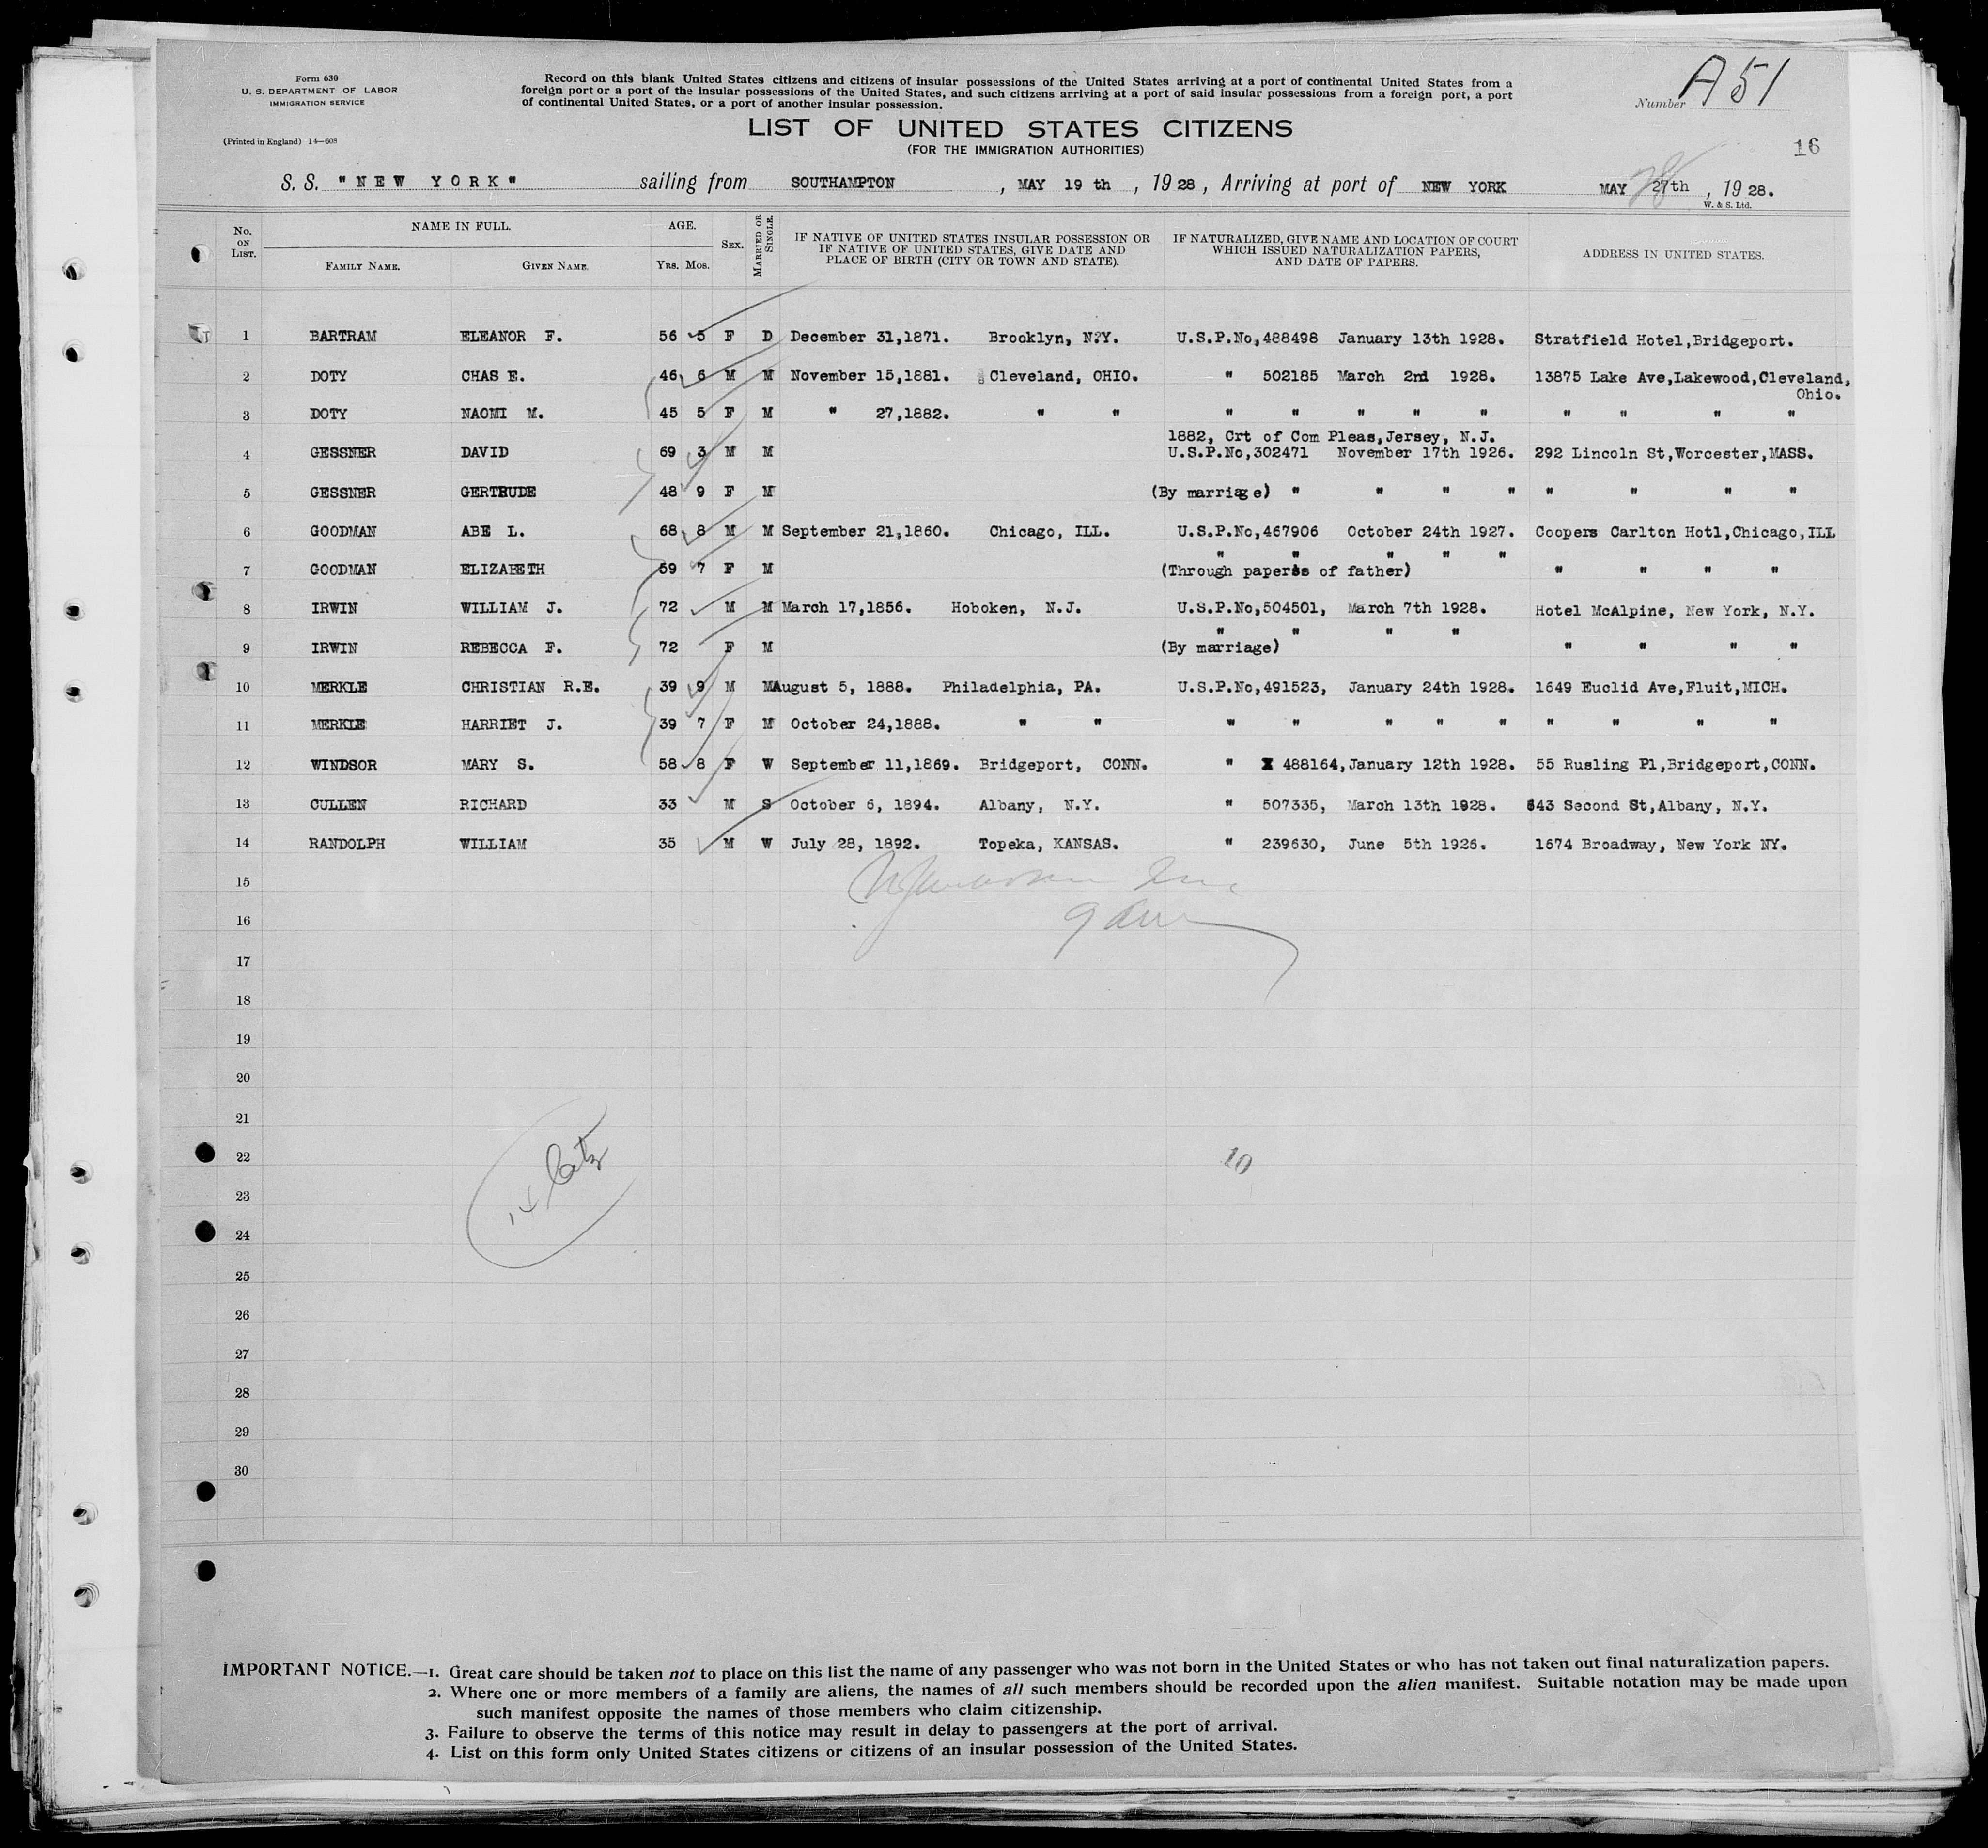 Form 630
U. S. DEPARTMENT OF LABOR
IMMIGRATION SERVICE
(Printed in England) 14—608
Record on this blank United States citizens and citizens of insular possessions of the United States arriving at a port of continental United States from a
foreign port or a port of the insular possessions of the United States, and such citizens arriving at a port of said insular possessions from a foreign port, a port
of continental United States, or a port of another insular possession.
Number A51
LIST OF UNITED STATES CITIZENS
(FOR THE IMMIGRATION AUTHORITIES)
16
S. S. "NEW YORK" sailing from SOUTHAMPTON, MAY 19 th, 1928, Arriving at port of NEW YORK MAY 27th 28, 1928.
W. & S. Ltd.
No. ON LIST. NAME IN FULL. FAMILY NAME. GIVEN NAME. AGE. YRS. MOS. SEX. MARRIED OR SINGLE. IF NATIVE OF UNITED STATES INSULAR POSSESSION OR IF NATIVE OF UNITED STATES, GIVE DATE AND PLACE OF BIRTH (CITY OR TOWN AND STATE). IF NATURALIZED, GIVE NAME AND LOCATION OF COURT WHICH ISSUED NATURALIZATION PAPERS, AND DATE OF PAPERS. ADDRESS IN UNITED STATES.
1 BARTRAM ELEANOR F. 56 5 F D December 31,1871. Brooklyn, N.Y. U.S.P.No,488498 January 13th 1928. Stratfield Hotel,Bridgeport.
2 DOTY CHAS E. 46 6 M M November 15,1881. Cleveland, OHIO. " 502185 March 2nd 1928. 13875 Lake Ave,Lakewood,Cleveland,
Ohio.
3 DOTY NAOMI M. 45 5 F M " 27,1882. " " " " " " " " " " "
1882, Crt of Com Pleas,Jersey, N.J.
4 GESSNER DAVID 69 3 M M U.S.P.No,302471 November 17th 1926. 292 Lincoln St,Worcester,MASS.
5 GESSNER GERTRUDE 48 9 F M (By marriage) " " " " " " " "
6 GOODMAN ABE L. 68 8 M M September 21,1860. Chicago, ILL. U.S.P.No,467906 October 24th 1927. Coopers Carlton Hotl,Chicago,ILL
" " " " "
7 GOODMAN ELIZABETH 59 7 F M (Through papers of father) " " " "
8 IRWIN WILLIAM J. 72 M M March 17,1856. Hoboken, N.J. U.S.P.No,504501, March 7th 1928. Hotel McAlpine, New York, N.Y.
" " " "
9 IRWIN REBECCA F. 72 F M (By marriage) " " " "
10 MERKLE CHRISTIAN R.E. 39 9 M M August 5, 1888. Philadelphia, PA. U.S.P.No,491523, January 24th 1928. 1649 Euclid Ave,Fluit,MICH.
11 MERKLE HARRIET J. 39 7 F M October 24,1888. " " " " " " " " " " "
12 WINDSOR MARY S. 58 8 F W September 11,1869. Bridgeport, CONN. " 488164,January 12th 1928. 55 Rusling Pl,Bridgeport,CONN.
13 CULLEN RICHARD 33 M S October 6, 1894. Albany, N.Y. " 507335, March 13th 1928. 643 Second St,Albany, N.Y.
14 RANDOLPH WILLIAM 35 M W July 28, 1892. Topeka, KANSAS. " 239630, June 5th 1926. 1674 Broadway, New York NY.
15
16
17
18
19
20
21
22 10
23
24
25
26
27
28
29
30
IMPORTANT NOTICE.—1. Great care should be taken not to place on this list the name of any passenger who was not born in the United States or who has not taken out final naturalization papers.
2. Where one or more members of a family are aliens, the names of all such members should be recorded upon the alien manifest. Suitable notation may be made upon
such manifest opposite the names of those members who claim citizenship.
3. Failure to observe the terms of this notice may result in delay to passengers at the port of arrival.
4. List on this form only United States citizens or citizens of an insular possession of the United States.